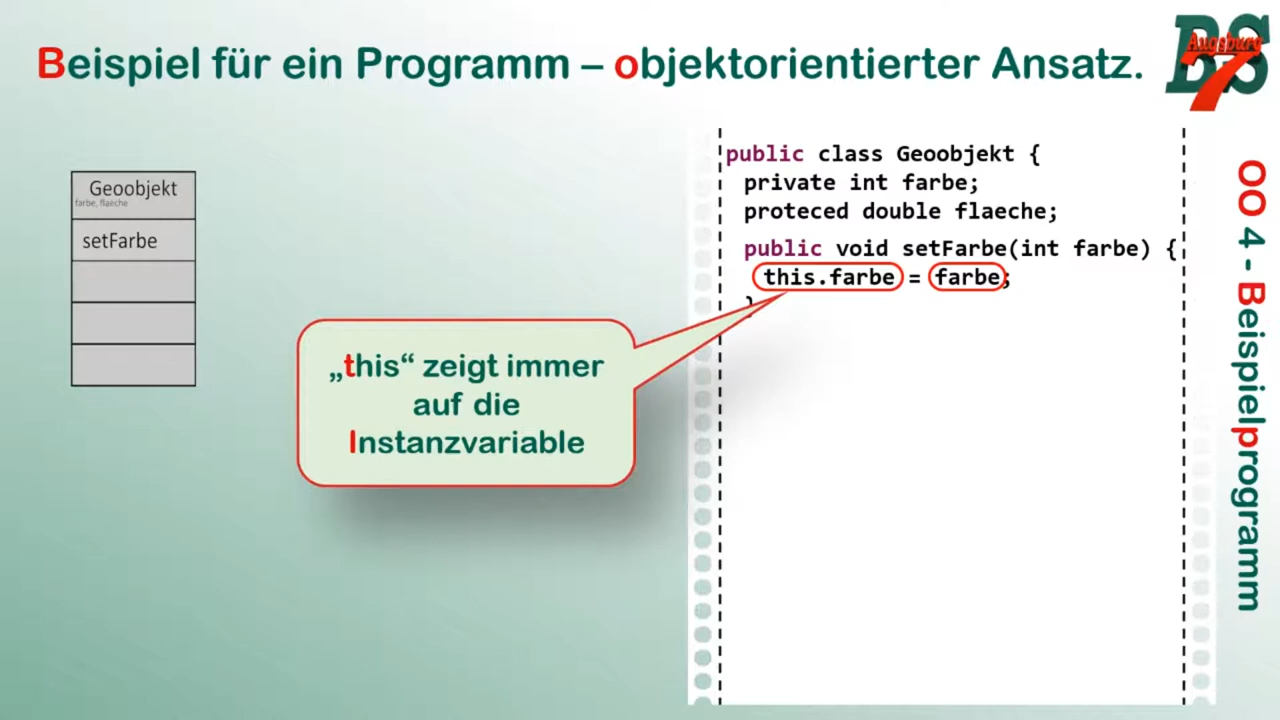 Beispiel für ein Programm – objektorientierter Ansatz.
BS
Augsburg
7
Geoobjekt
farbe, flaeche
setFarbe
public class Geoobjekt {
private int farbe;
proteced double flaeche;
public void setFarbe(int farbe) {
this.farbe = farbe;
}
„this“ zeigt immer
auf die
Instanzvariable
OO 4 - Beispielprogramm